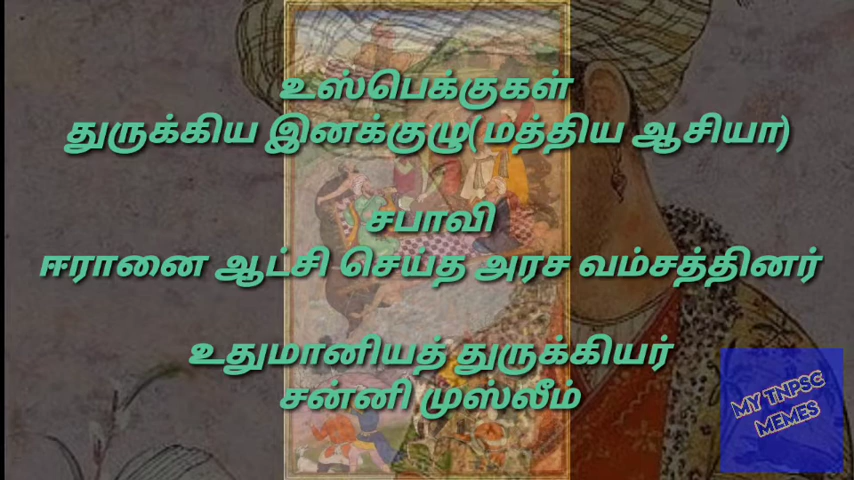 உஸ்பெக்குகள்
துருக்கிய இனக்குழு(மத்திய ஆசியா)
சபாவி
ஈரானை ஆட்சி செய்த அரச வம்சத்தினர்
உதுமானியத் துருக்கியர்
சன்னி முஸ்லீம்
MY TNPSC
MEMES